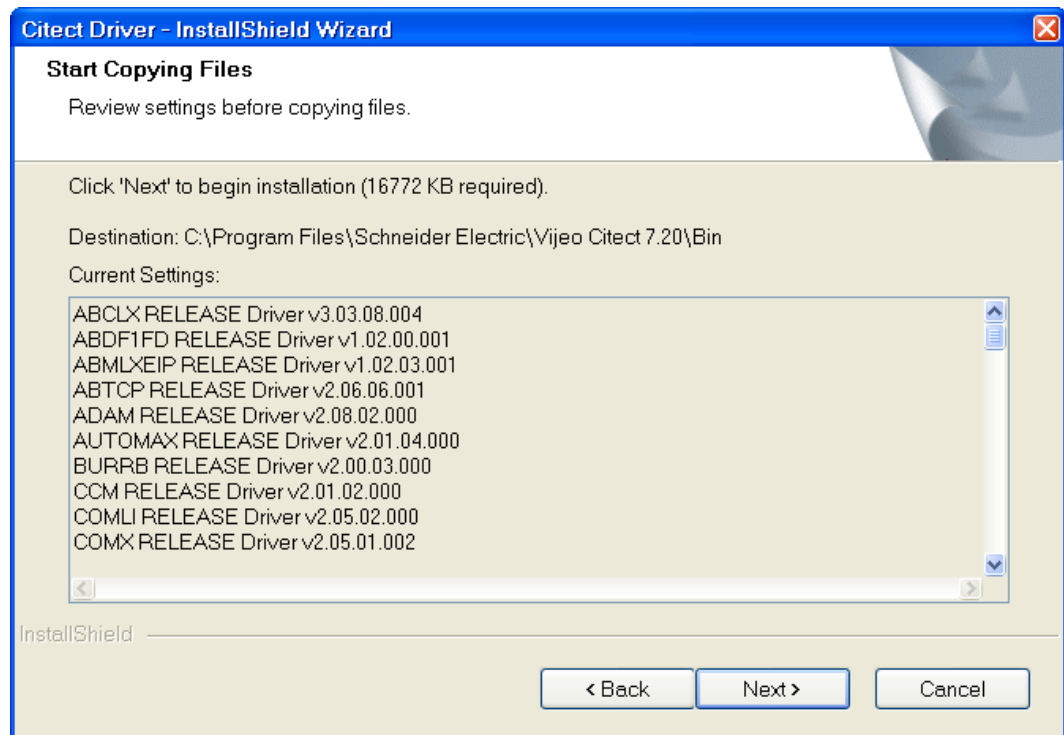 Citect Driver - InstallShield Wizard
Start Copying Files
Review settings before copying files.
Click 'Next' to begin installation (16772 KB required).
Destination: C:\Program Files\Schneider Electric\Vijeo Citect 7.20\Bin
Current Settings:
ABCLX RELEASE Driver v3.03.08.004
ABDF1FD RELEASE Driver v1.02.00.001
ABMLXEIP RELEASE Driver v1.02.03.001
ABTCP RELEASE Driver v2.06.06.001
ADAM RELEASE Driver v2.08.02.000
AUTOMAX RELEASE Driver v2.01.04.000
BURRB RELEASE Driver v2.00.03.000
CCM RELEASE Driver v2.01.02.000
COMLI RELEASE Driver v2.05.02.000
COMX RELEASE Driver v2.05.01.002
InstallShield
< Back
Next >
Cancel